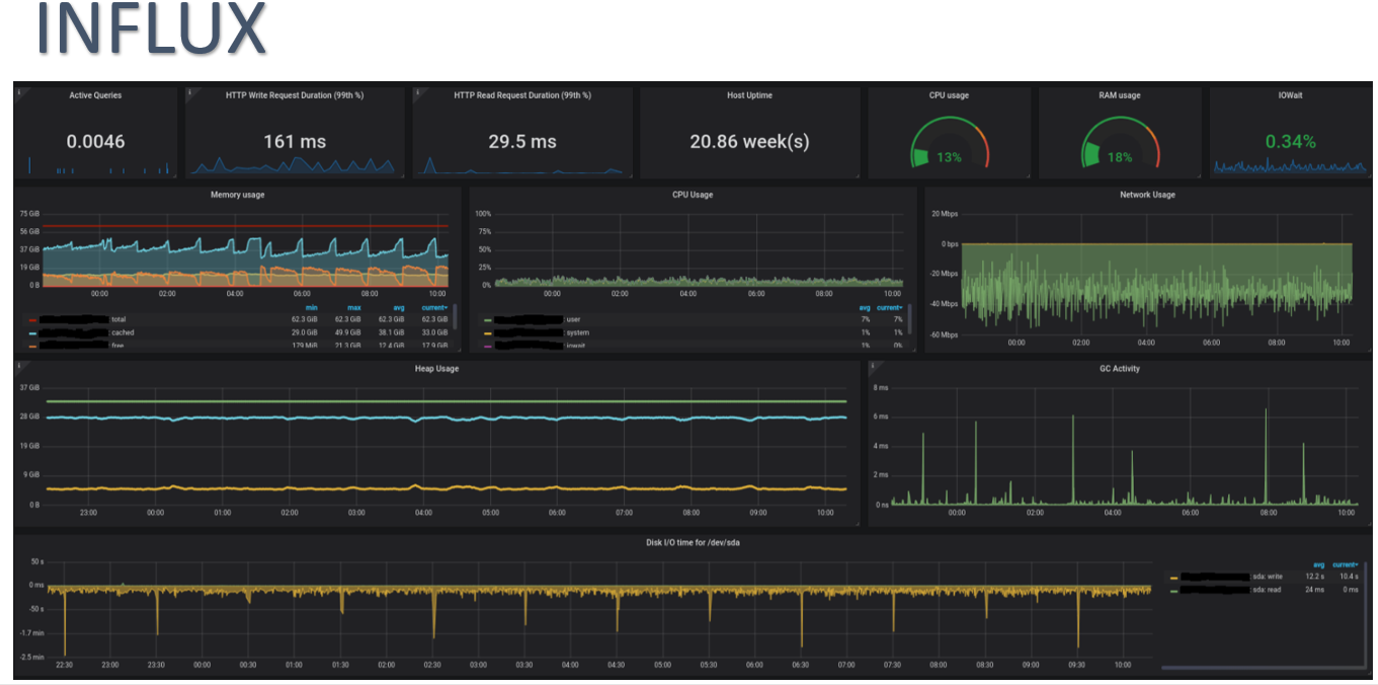 INFLUX
Active Queries
0.0046
HTTP Write Request Duration (99th %)
161 ms
HTTP Read Request Duration (99th %)
29.5 ms
Host Uptime
20.86 week(s)
CPU usage
13%
RAM usage
18%
IOWait
0.34%
Memory usage
75 GiB
56 GiB
37 GiB
19 GiB
0 B
00:00 02:00 04:00 06:00 08:00 10:00
min max avg current
total 62.3 GiB 62.3 GiB 62.3 GiB 62.3 GiB
cached 29.0 GiB 49.9 GiB 38.1 GiB 33.0 GiB
free 179 MiB 21.3 GiB 12.4 GiB 17.9 GiB
CPU Usage
100%
75%
50%
25%
0%
00:00 02:00 04:00 06:00 08:00 10:00
avg current
user 7% 7%
system 1% 1%
iowait 1% 0%
Network Usage
20 Mbps
0 bps
-20 Mbps
-40 Mbps
-60 Mbps
00:00 02:00 04:00 06:00 08:00 10:00
Heap Usage
37 GiB
28 GiB
19 GiB
9 GiB
0 B
23:00 00:00 01:00 02:00 03:00 04:00 05:00 06:00 07:00 08:00 09:00 10:00
GC Activity
8 ms
6 ms
4 ms
2 ms
0 ns
00:00 02:00 04:00 06:00 08:00 10:00
Disk I/O time for /dev/sda
50 s
0 ms
-50 s
-1.7 min
-2.5 min
22:30 23:00 23:30 00:00 00:30 01:00 01:30 02:00 02:30 03:00 03:30 04:00 04:30 05:00 05:30 06:00 06:30 07:00 07:30 08:00 08:30 09:00 09:30 10:00
avg current
sda: write 12.2 s 10.4 s
sda: read 24 ms 0 ms